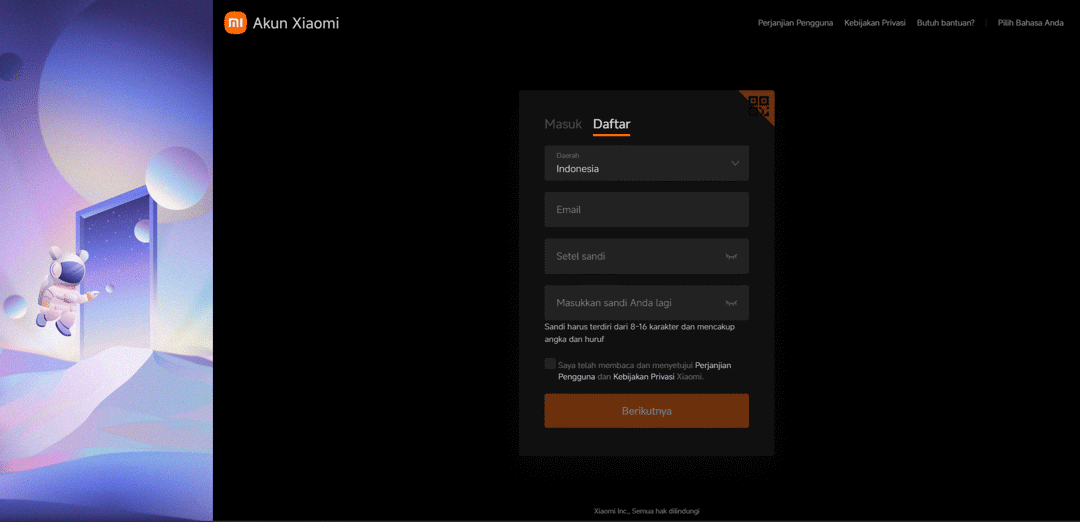 mi Akun Xiaomi
Perjanjian Pengguna Kebijakan Privasi Butuh bantuan? | Pilih Bahasa Anda
Masuk Daftar
Daerah
Indonesia
Email
Setel sandi
Masukkan sandi Anda lagi
Sandi harus terdiri dari 8-16 karakter dan mencakup
angka dan huruf
Saya telah membaca dan menyetujui Perjanjian
Pengguna dan Kebijakan Privasi Xiaomi.
Berikutnya
Xiaomi Inc., Semua hak dilindungi